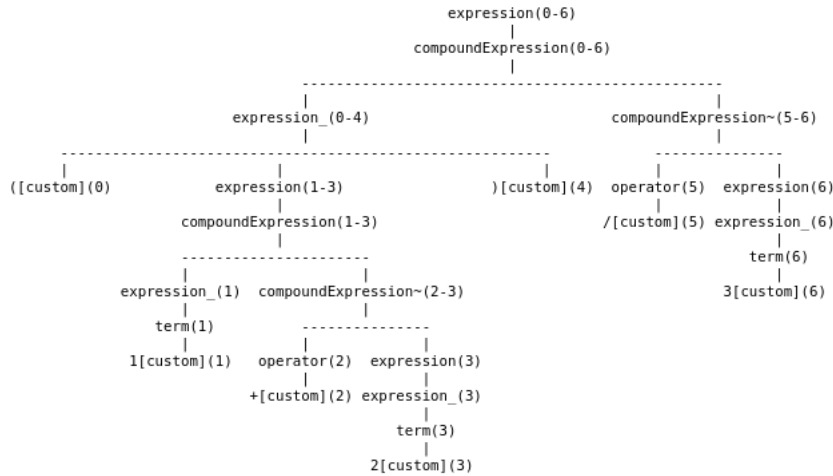 expression(0-6)
|
compoundExpression(0-6)
|
------------------------------------------------
| |
expression_(0-4) compoundExpression~(5-6)
| |
-------------------------------------------------------- ---------------
| | | | |
([custom](0) expression(1-3) )[custom](4) operator(5) expression(6)
| | |
compoundExpression(1-3) /[custom](5) expression_(6)
| |
---------------------- term(6)
| | |
expression_(1) compoundExpression~(2-3) 3[custom](6)
| |
term(1) ---------------
| | |
1[custom](1) operator(2) expression(3)
| |
+[custom](2) expression_(3)
|
term(3)
|
2[custom](3)